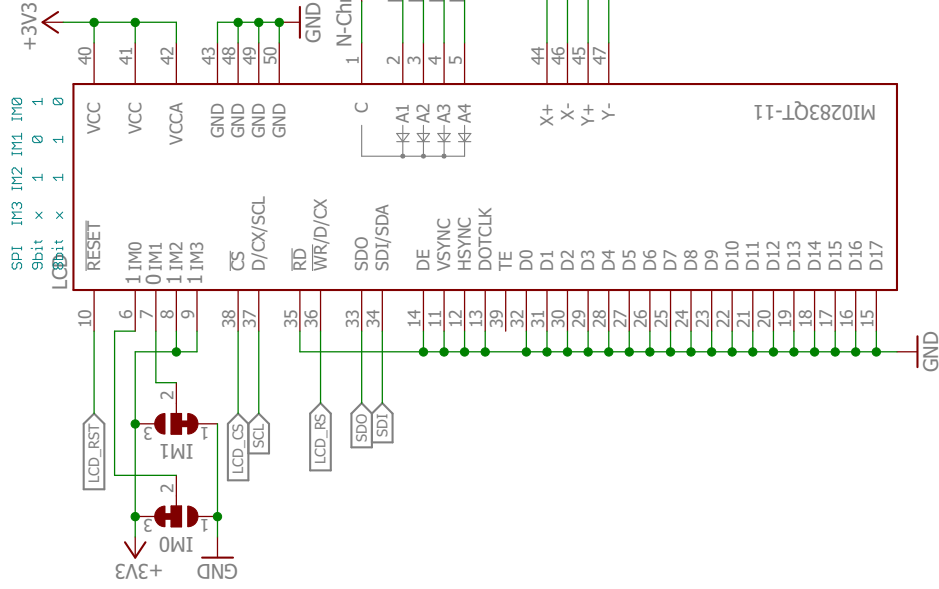 +3V3
40
41
42
43
48
49
50
GND
N-Ch
1
2
3
4
5
44
46
45
47
VCC
VCC
VCCA
GND
GND
GND
GND
C
A1
A2
A3
A4
X+
X-
Y+
Y-
MI0283QT-11
SPI IM3 IM2 IM1 IM0
9bit x 1 0 1
8bit x 1 1 0
LCD
RESET
1 IM0
0 IM1
1 IM2
1 IM3
CS
D/CX/SCL
RD
WR/D/CX
SDO
SDI/SDA
DE
VSYNC
HSYNC
DOTCLK
TE
D0
D1
D2
D3
D4
D5
D6
D7
D8
D9
D10
D11
D12
D13
D14
D15
D16
D17
10
6
7
8
9
38
37
35
36
33
34
14
11
12
13
39
32
31
30
29
28
27
26
25
24
23
22
21
20
19
18
17
16
15
GND
LCD_RST
LCD_CS
SCL
LCD_RS
SDO
SDI
2
3
1
IM1
2
3
1
IM0
+3V3
GND